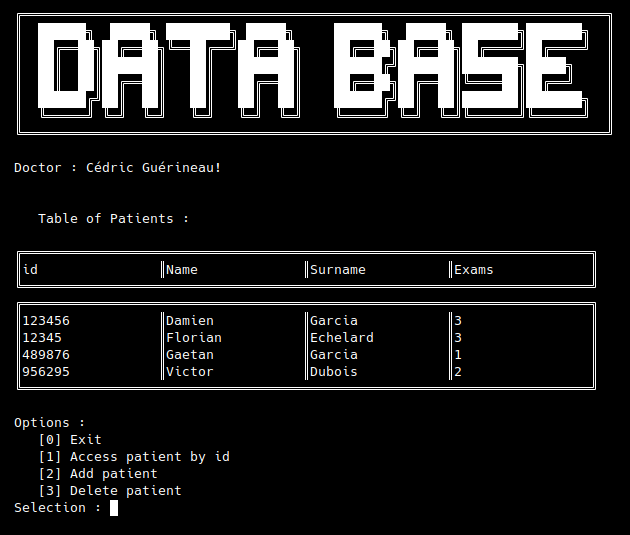 DATA BASE
Doctor : Cédric Guérineau!
Table of Patients :
id Name Surname Exams
123456 Damien Garcia 3
12345 Florian Echelard 3
489876 Gaetan Garcia 1
956295 Victor Dubois 2
Options :
[0] Exit
[1] Access patient by id
[2] Add patient
[3] Delete patient
Selection :